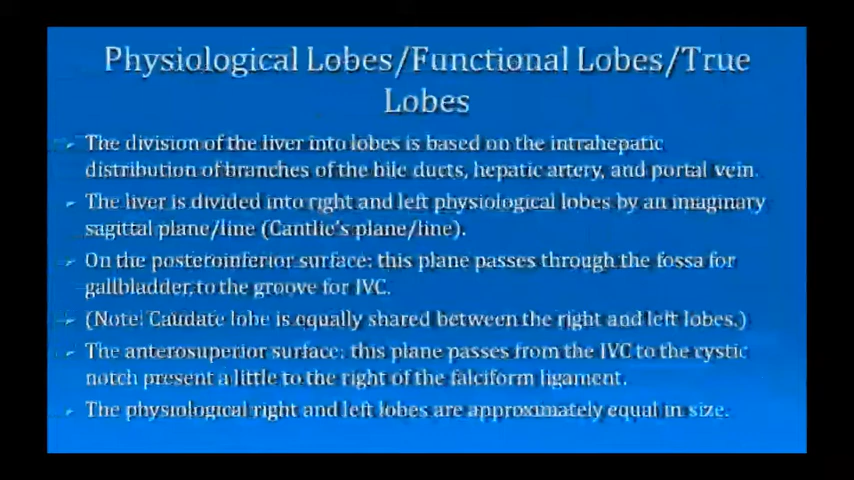 Physiological Lobes/Functional Lobes/True
Lobes
The division of the liver into lobes is based on the intrahepatic
distribution of branches of the bile ducts, hepatic artery, and portal vein.
The liver is divided into right and left physiological lobes by an imaginary
sagittal plane/line (Cantlie's plane/line).
On the posteroinferior surface: this plane passes through the fossa for
gallbladder, to the groove for IVC.
(Note: Caudate lobe is equally shared between the right and left lobes.)
The anterosuperior surface: this plane passes from the IVC to the cystic
notch present a little to the right of the falciform ligament.
The physiological right and left lobes are approximately equal in size.